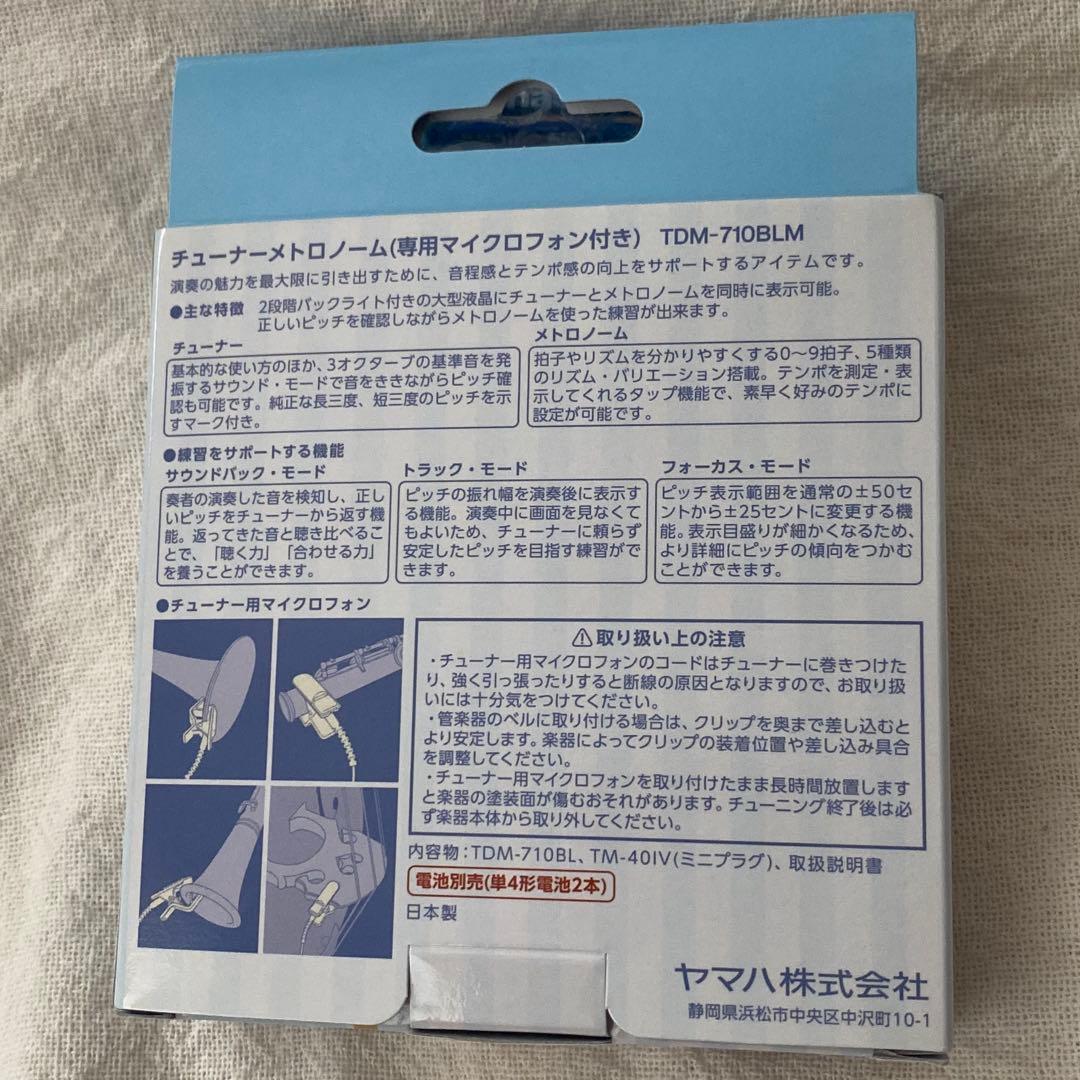 チューナーメトロノーム(専用マイクロフォン付き) TDM-710BLM
演奏の魅力を最大限に引き出すために、音程感とテンポ感の向上をサポートするアイテムです。
●主な特徴 2段階バックライト付きの大型液晶にチューナーとメトロノームを同時に表示可能。
正しいピッチを確認しながらメトロノームを使った練習が出来ます。
チューナー
基本的な使い方のほか、3オクターブの基準音を発
振するサウンド・モードで音をききながらピッチ確
認も可能です。純正な長三度、短三度のピッチを示
すマーク付き。
メトロノーム
拍子やリズムを分かりやすくする0〜9拍子、5種類
のリズム・バリエーション搭載。テンポを測定・表
示してくれるタップ機能で、素早く好みのテンポに
設定が可能です。
●練習をサポートする機能
サウンドバック・モード
奏者の演奏した音を検知し、正し
いピッチをチューナーから返す機
能。返ってきた音と聴き比べるこ
とで、「聴く力」「合わせる力」
を養うことができます。
トラック・モード
ピッチの振れ幅を演奏後に表示す
る機能。演奏中に画面を見なくて
もよいため、チューナーに頼らず
安定したピッチを目指す練習がで
きます。
フォーカス・モード
ピッチ表示範囲を通常の±50セ
ントから±25セントに変更する機
能。表示目盛りが細かくなるため、
より詳細にピッチの傾向をつかむ
ことができます。
●チューナー用マイクロフォン
⚠取り扱い上の注意
・チューナー用マイクロフォンのコードはチューナーに巻きつけた
り、強く引っ張ったりすると断線の原因となりますので、お取り扱
いには十分気をつけてください。
・管楽器のベルに取り付ける場合は、クリップを奥まで差し込むと
より安定します。楽器によってクリップの装着位置や差し込み具合
を調整してください。
・チューナー用マイクロフォンを取り付けたまま長時間放置します
と楽器の塗装面が傷むおそれがあります。チューニング終了後は必
ず楽器本体から取り外してください。
内容物：TDM-710BL、TM-40IV(ミニプラグ)、取扱説明書
電池別売(単4形電池2本)
日本製
ヤマハ株式会社
静岡県浜松市中央区中沢町10-1